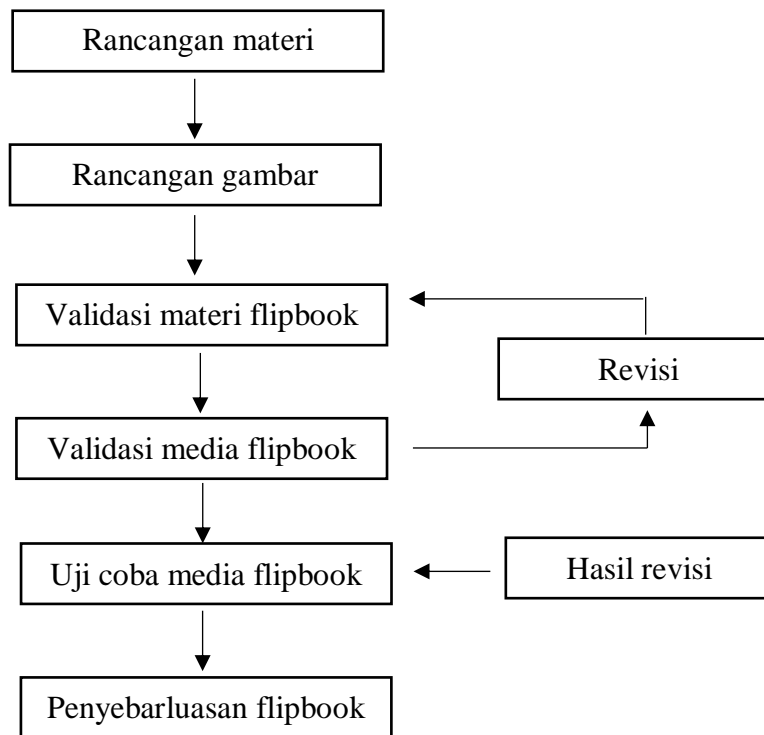 Rancangan materi
Rancangan gambar
Validasi materi flipbook
Revisi
Validasi media flipbook
Uji coba media flipbook
Hasil revisi
Penyebarluasan flipbook